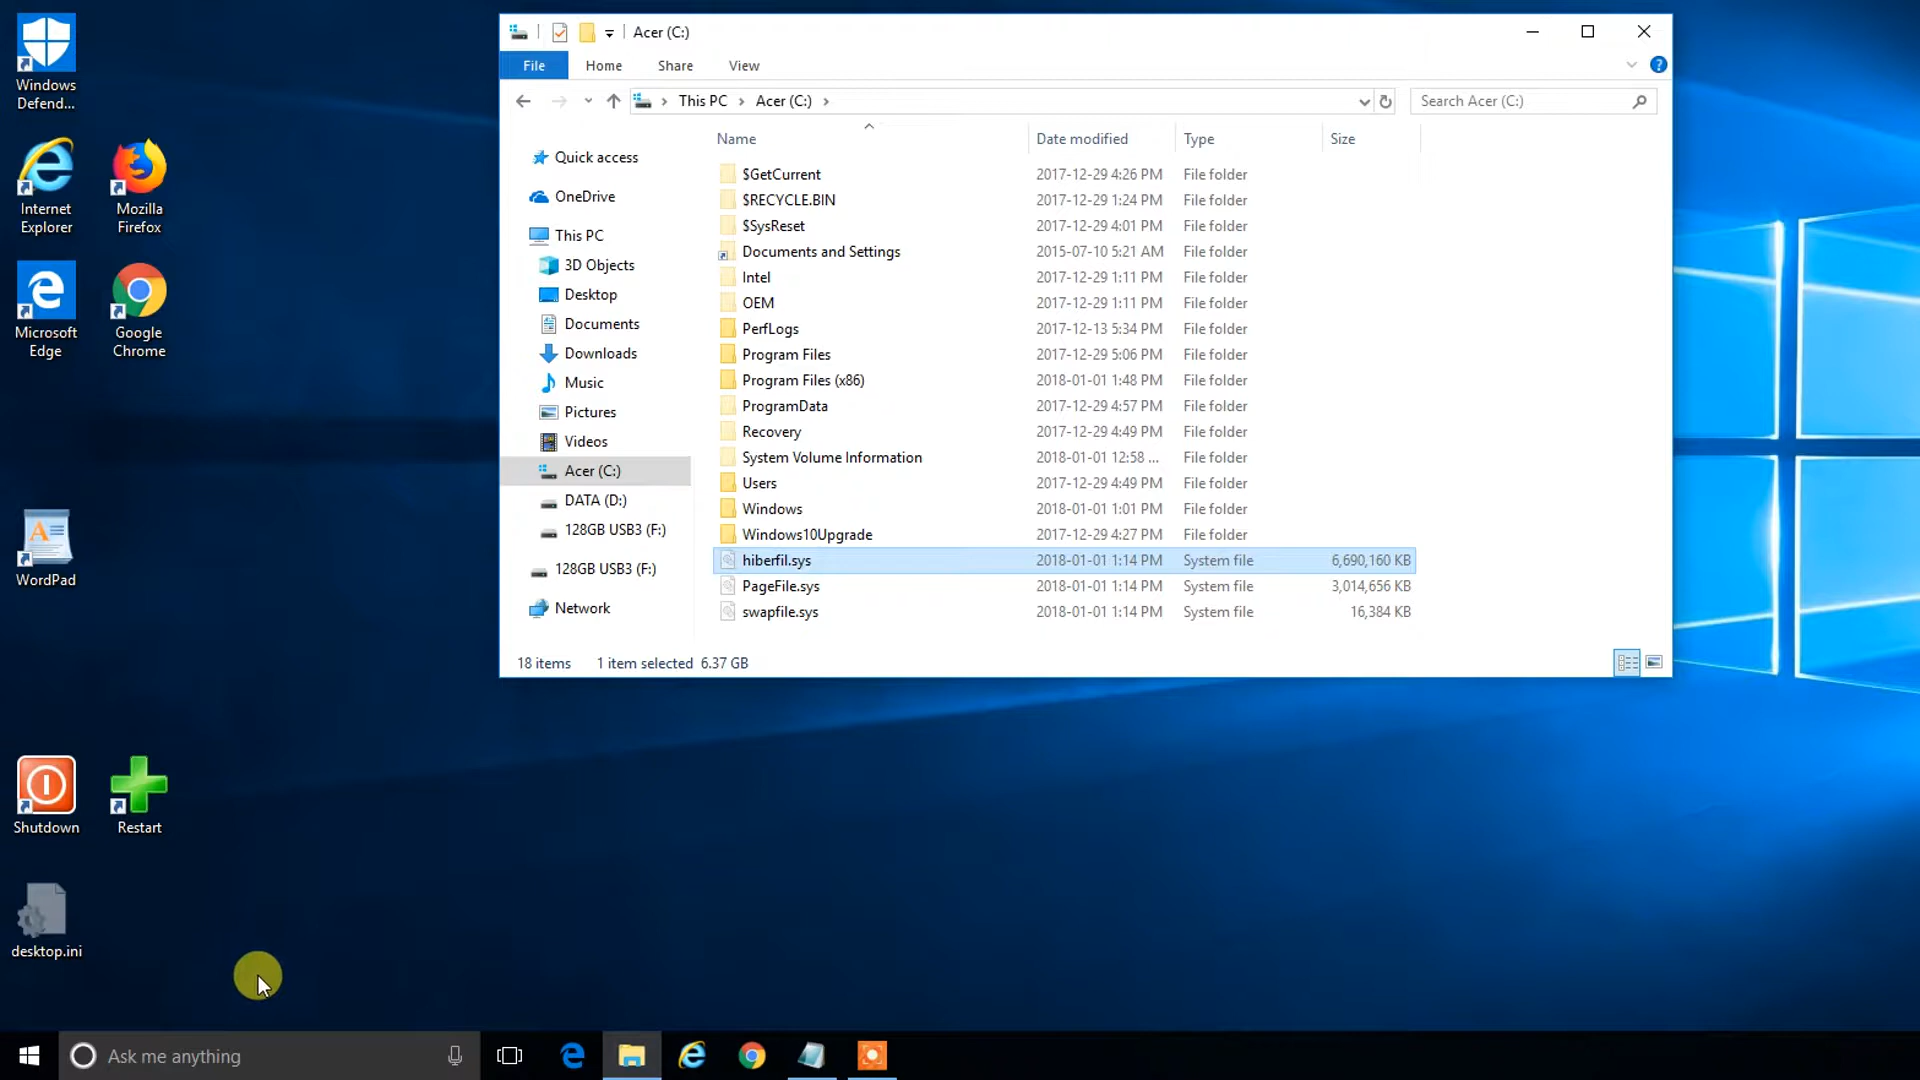 Windows
Defend...
Internet
Explorer
Mozilla
Firefox
Microsoft
Edge
Google
Chrome
WordPad
Shutdown
Restart
desktop.ini
Acer (C:)
File
Home
Share
View
This PC
Acer (C:)
Search Acer (C:)
Quick access
OneDrive
This PC
3D Objects
Desktop
Documents
Downloads
Music
Pictures
Videos
Acer (C:)
DATA (D:)
128GB USB3 (F:)
128GB USB3 (F:)
Network
Name Date modified Type Size
$GetCurrent 2017-12-29 4:26 PM File folder
$RECYCLE.BIN 2017-12-29 1:24 PM File folder
$SysReset 2017-12-29 4:01 PM File folder
Documents and Settings 2015-07-10 5:21 AM File folder
Intel 2017-12-29 1:11 PM File folder
OEM 2017-12-29 1:11 PM File folder
PerfLogs 2017-12-13 5:34 PM File folder
Program Files 2017-12-29 5:06 PM File folder
Program Files (x86) 2018-01-01 1:48 PM File folder
ProgramData 2017-12-29 4:57 PM File folder
Recovery 2017-12-29 4:49 PM File folder
System Volume Information 2018-01-01 12:58 ... File folder
Users 2017-12-29 4:49 PM File folder
Windows 2018-01-01 1:01 PM File folder
Windows10Upgrade 2017-12-29 4:27 PM File folder
hiberfil.sys 2018-01-01 1:14 PM System file 6,690,160 KB
PageFile.sys 2018-01-01 1:14 PM System file 3,014,656 KB
swapfile.sys 2018-01-01 1:14 PM System file 16,384 KB
18 items 1 item selected 6.37 GB
Ask me anything